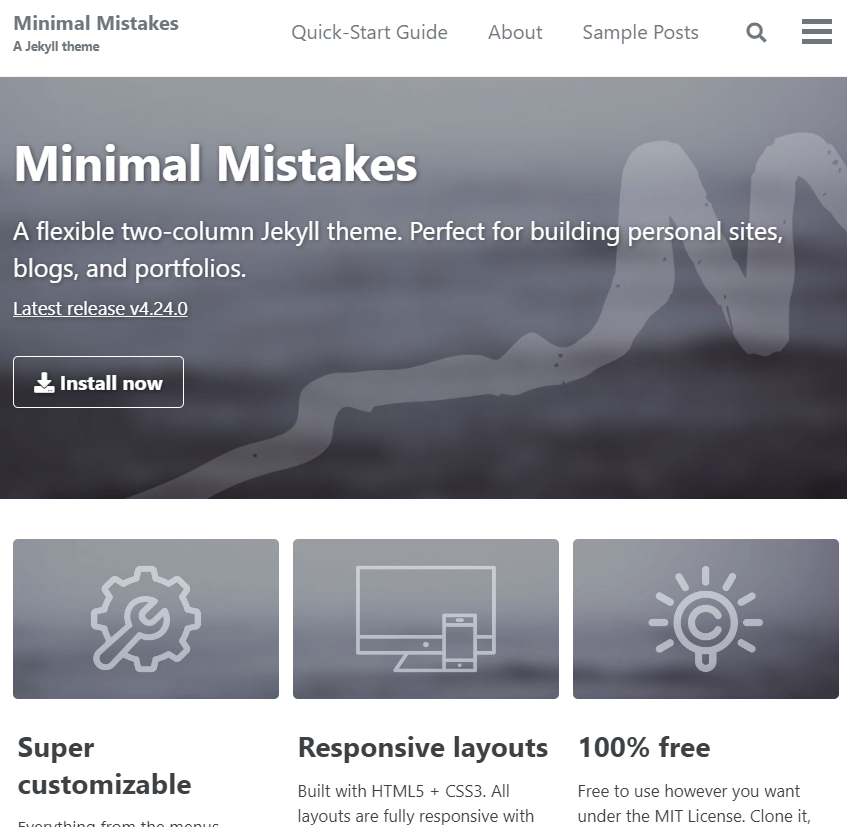 Minimal Mistakes
A Jekyll theme
Quick-Start Guide
About
Sample Posts
Minimal Mistakes
A flexible two-column Jekyll theme. Perfect for building personal sites,
blogs, and portfolios.
Latest release v4.24.0
Install now
Super
customizable
Everything from the menus,
Responsive layouts
Built with HTML5 + CSS3. All
layouts are fully responsive with
100% free
Free to use however you want
under the MIT License. Clone it,